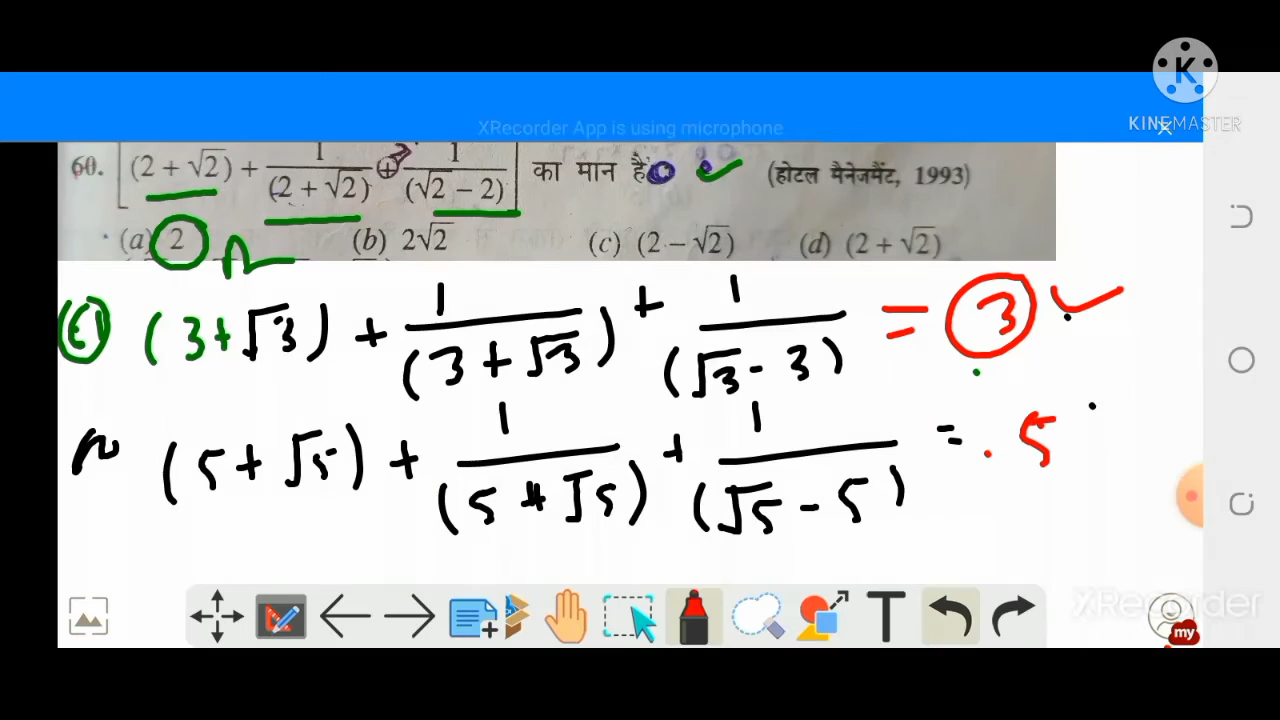 KINEMASTER
XRecorder App is using microphone
60. [(2 + √2) + 1/(2 + √2) + 1/(√2 − 2)] का मान है (होटल मैनेजमैंट, 1993)
(a) 2 (b) 2√2 (c) (2 − √2) (d) (2 + √2)
(3+√3) + 1/(3+√3) + 1/(√3-3) = 3
(5+√5) + 1/(5+√5) + 1/(√5-5) = 5
T
XRecorder
my